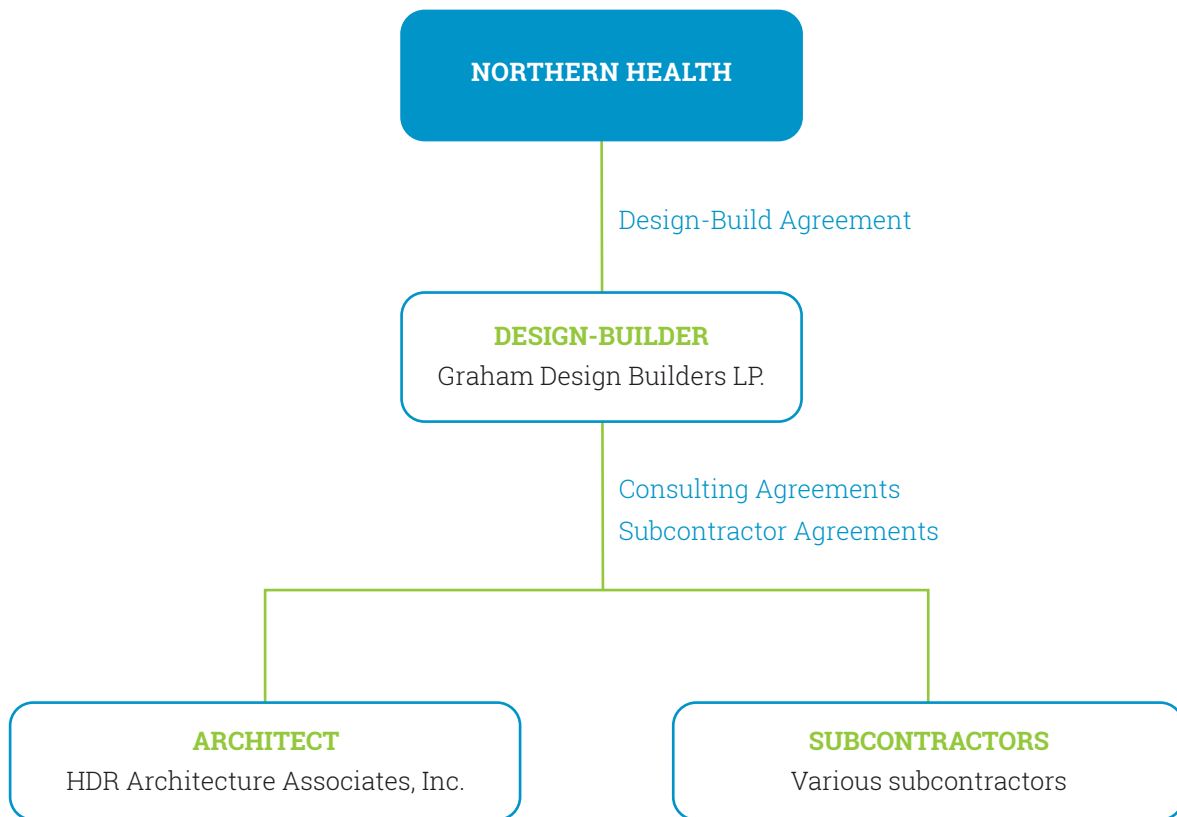 NORTHERN HEALTH
Design-Build Agreement
DESIGN-BUILDER
Graham Design Builders LP.
Consulting Agreements
Subcontractor Agreements
ARCHITECT
HDR Architecture Associates, Inc.
SUBCONTRACTORS
Various subcontractors